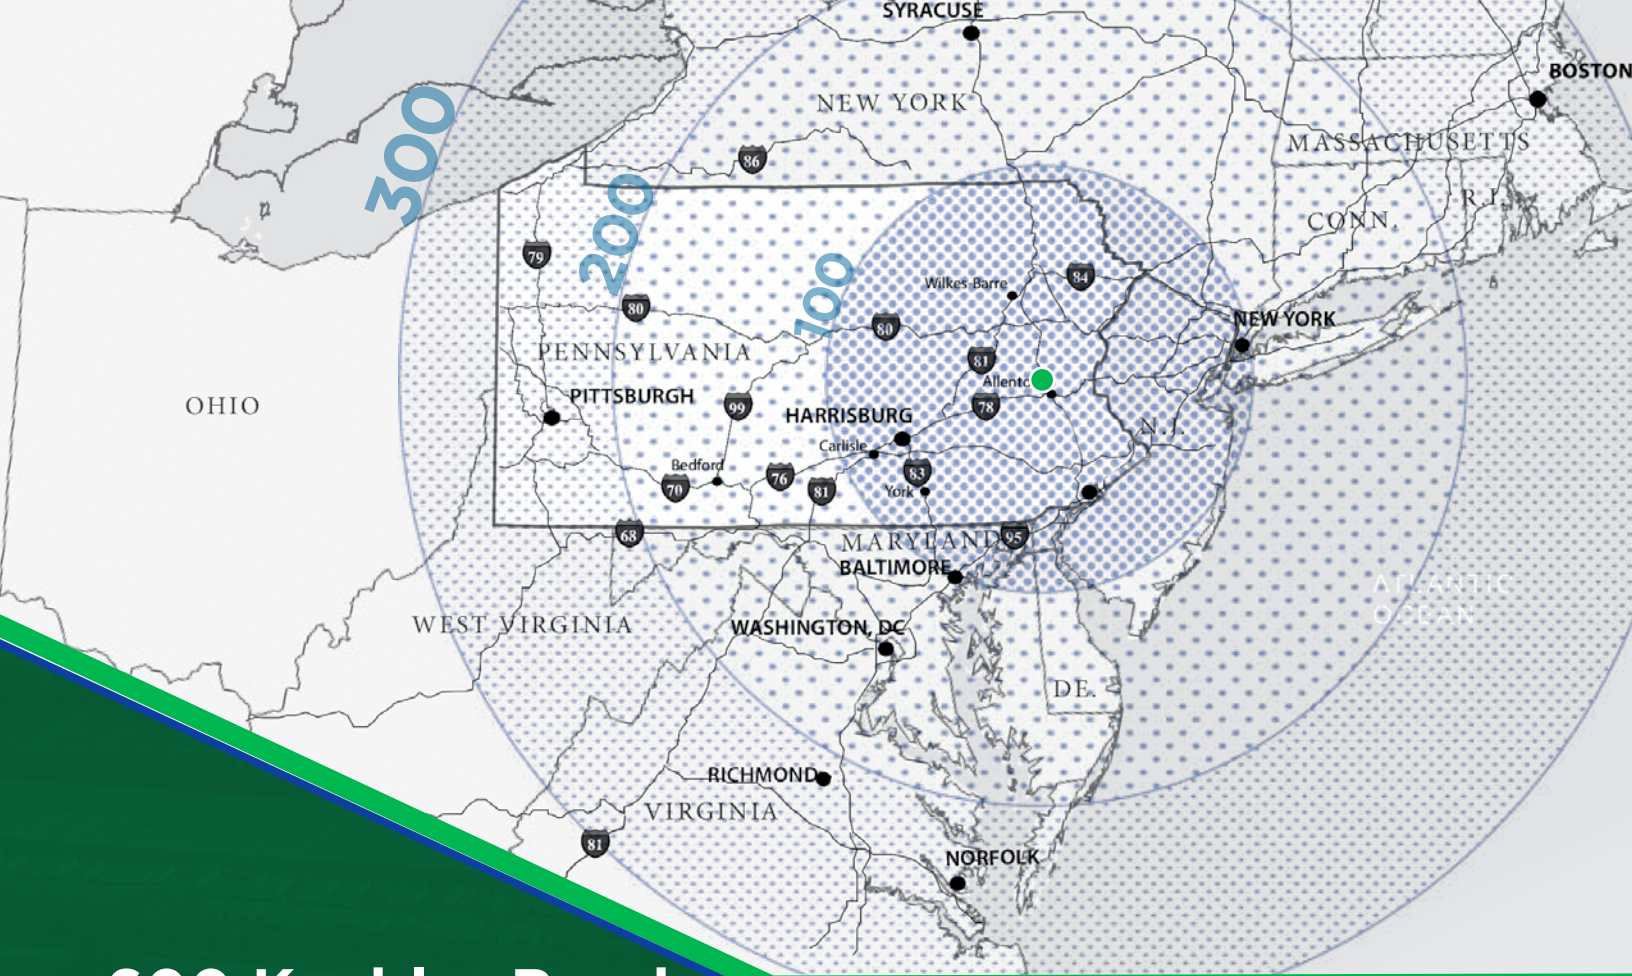 SYRACUSE
BOSTON
NEW YORK
MASSACHUSETTS
300
86
R.I.
200
CONN.
79
100
84
Wilkes-Barre
80
80
NEW YORK
PENNSYLVANIA
81
Allento
PITTSBURGH
OHIO
99
78
HARRISBURG
N.J.
Carlisle
Bedford
76
83
70
81
York
68
95
MARYLAND
BALTIMORE
ATLANTIC
OCEAN
WEST VIRGINIA
WASHINGTON, DC
DE.
RICHMOND
VIRGINIA
81
NORFOLK